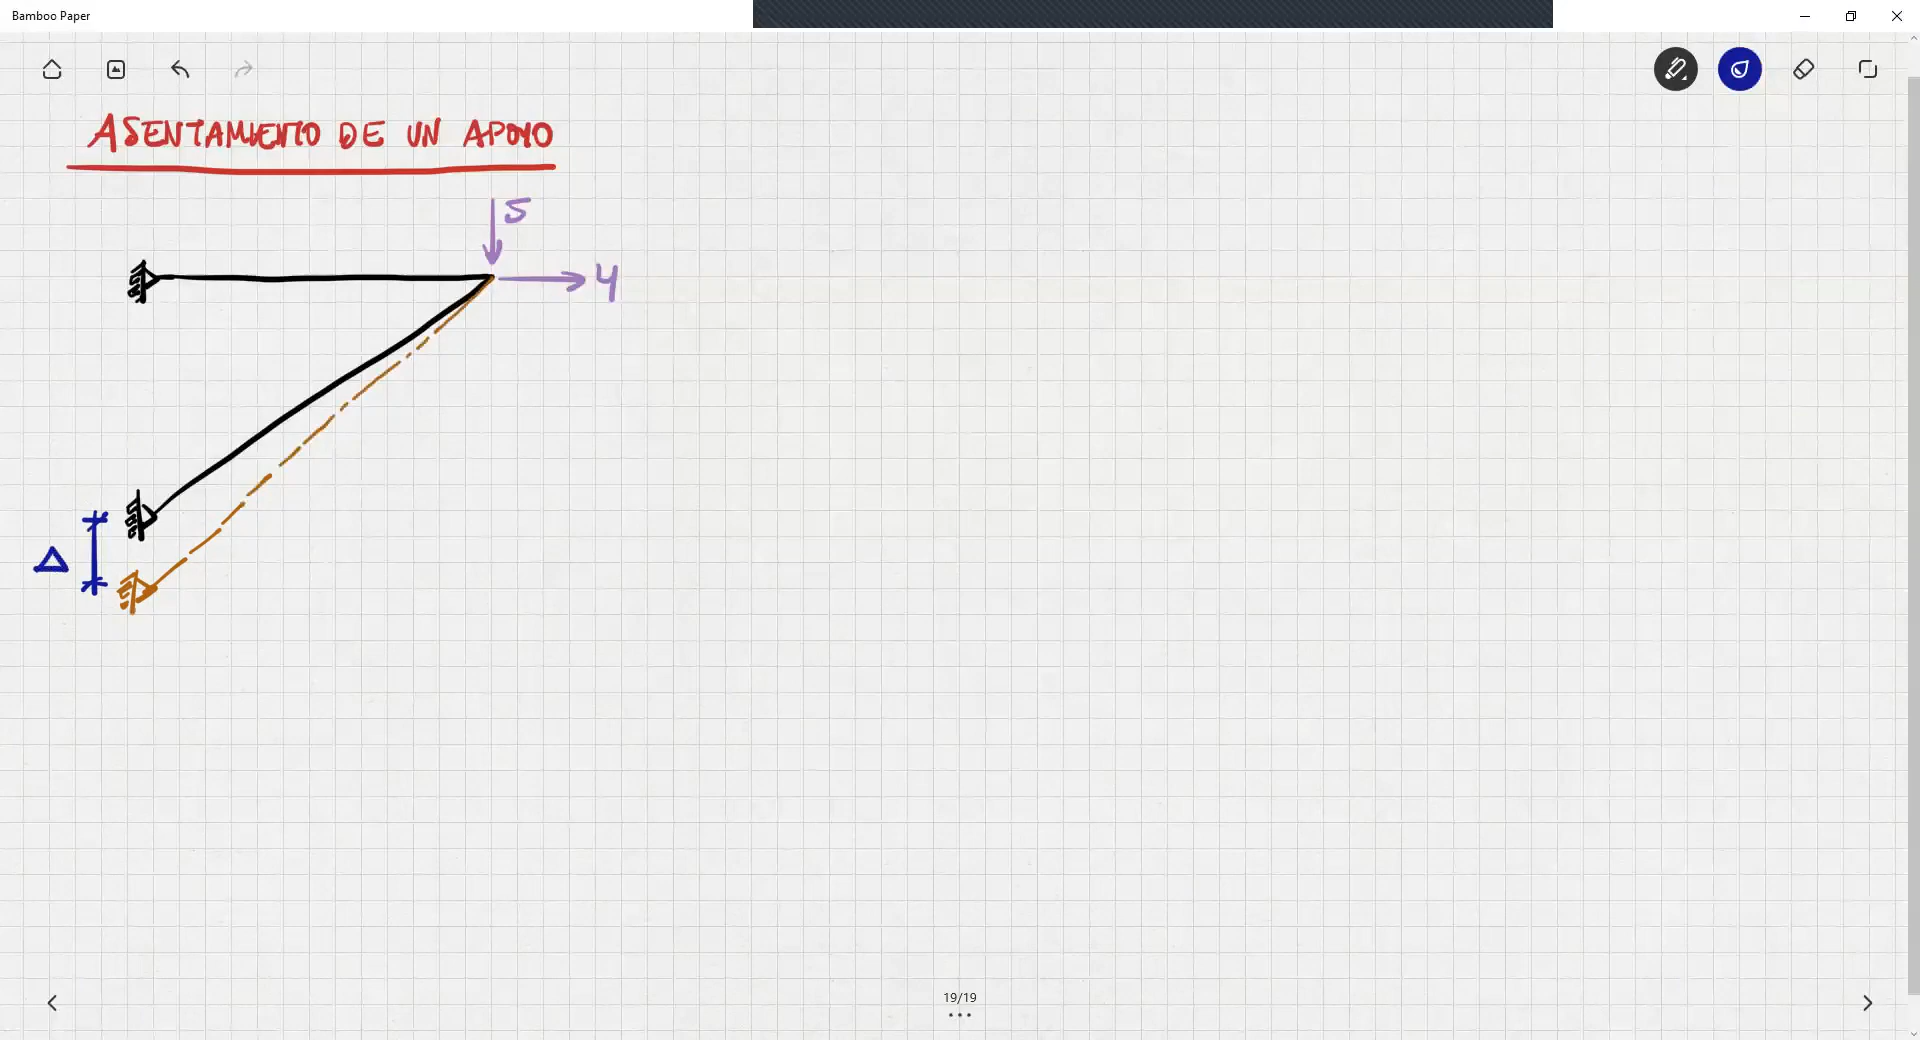 Bamboo Paper
ASENTAMIENTO DE UN APOYO
5
4
Δ
19/19